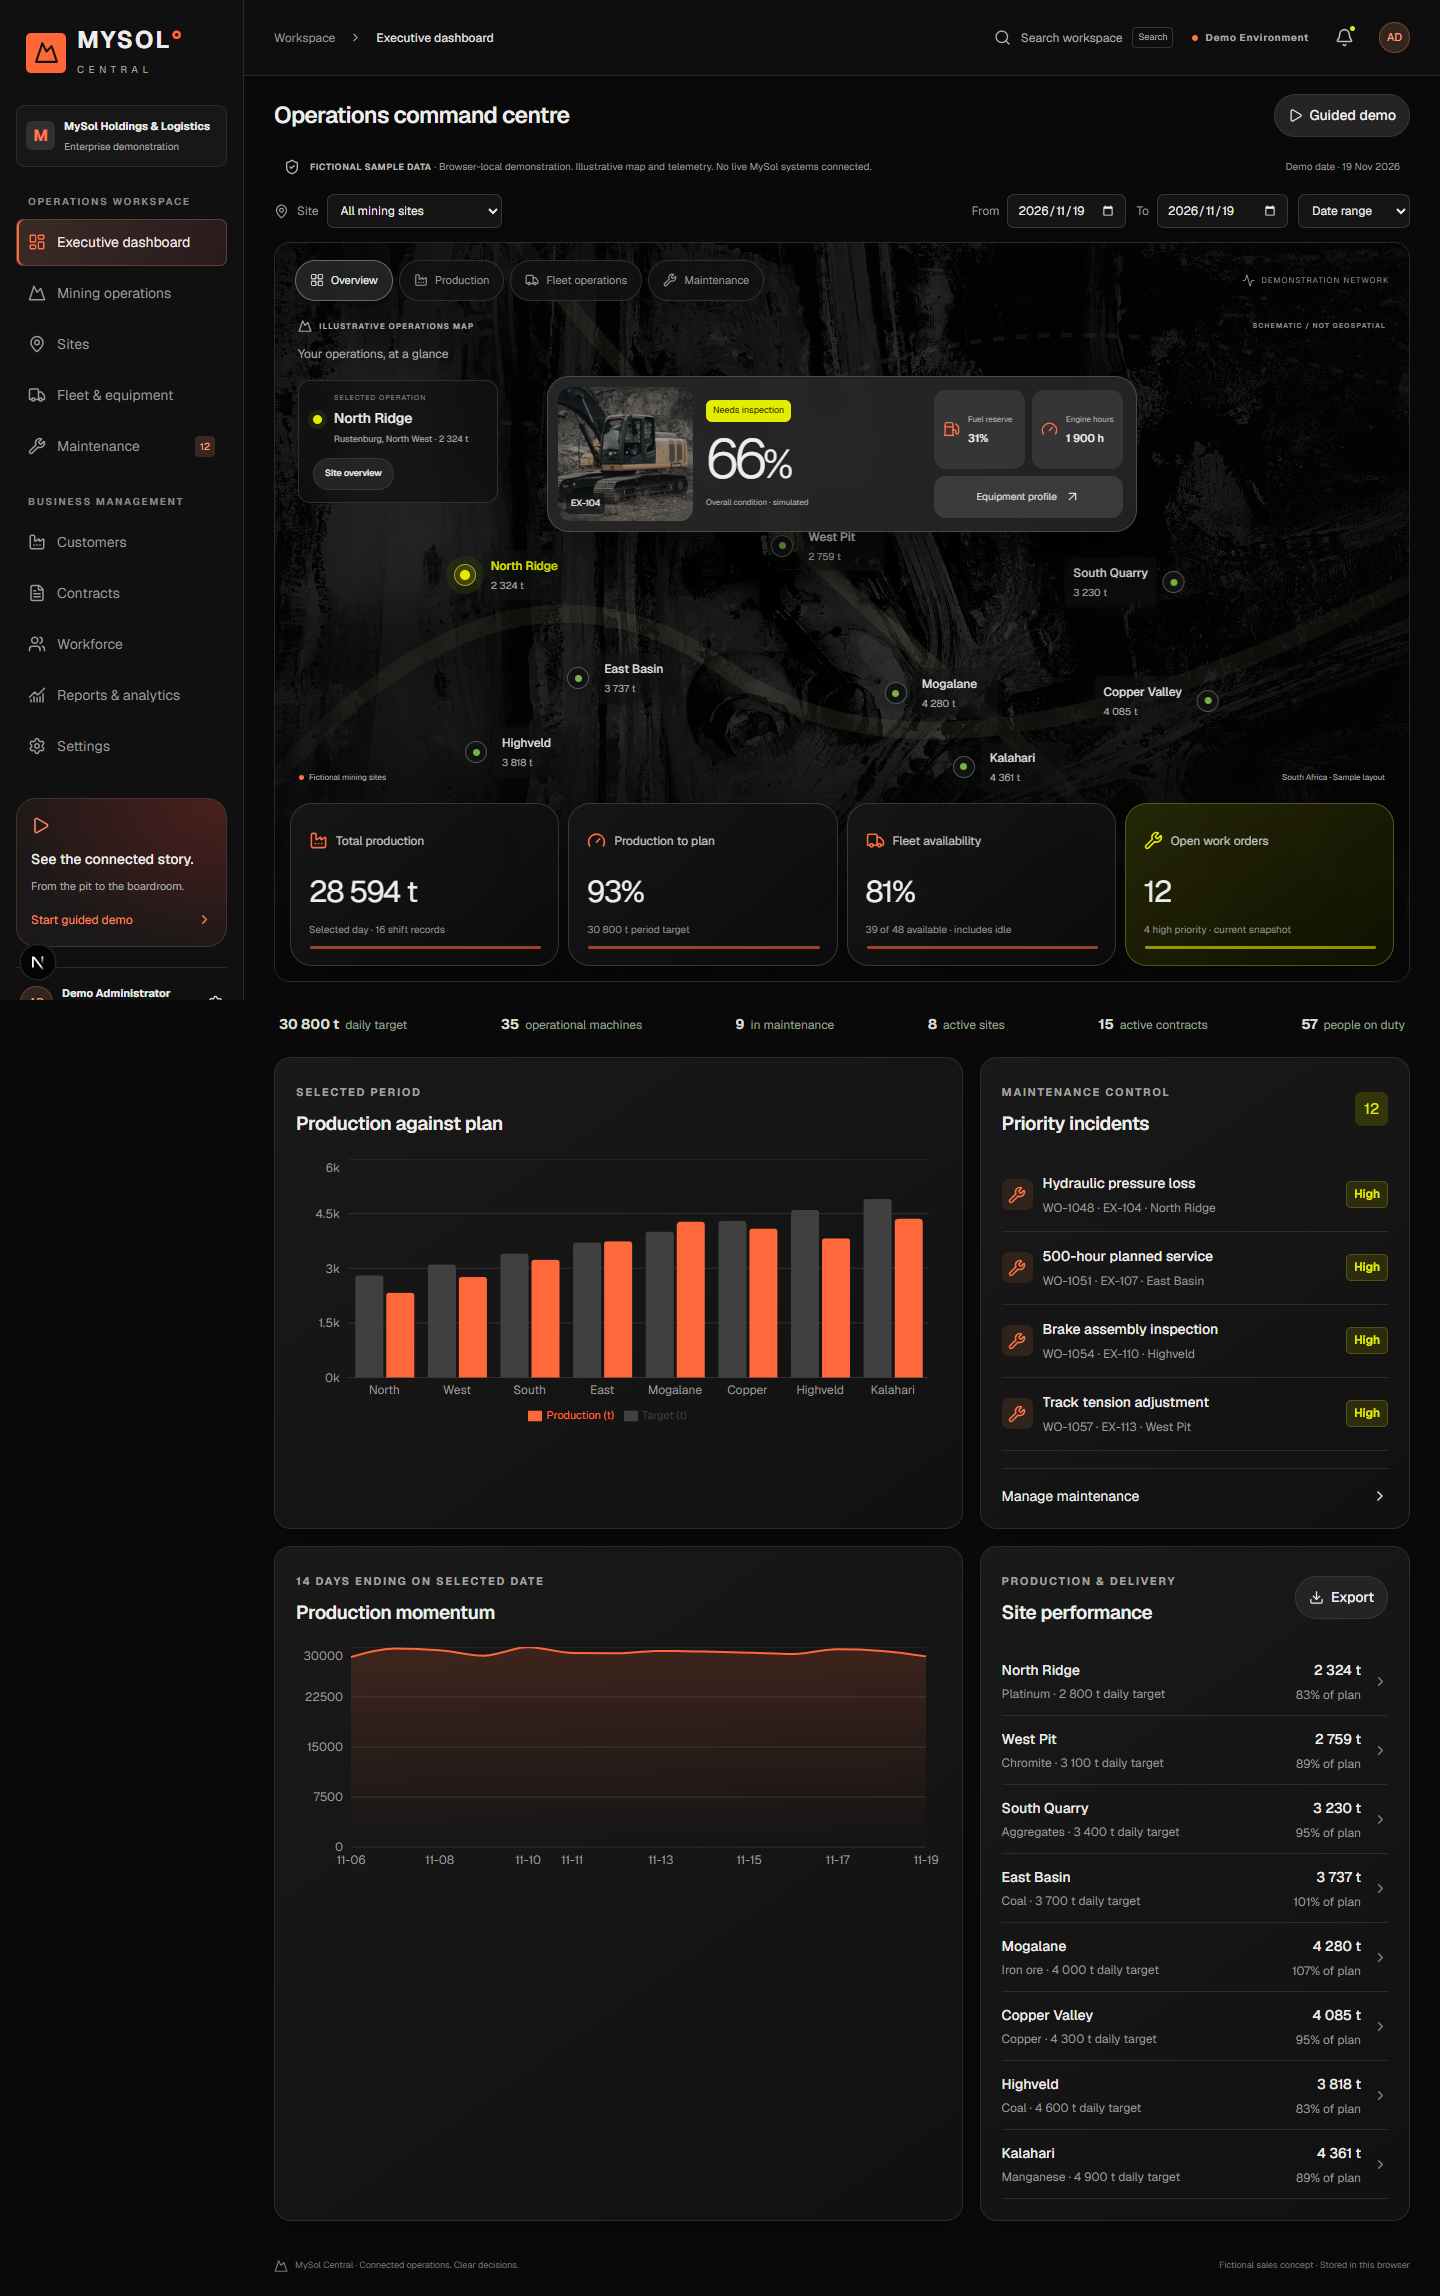 MYSOL
CENTRAL
M
MySol Holdings & Logistics
Enterprise demonstration
OPERATIONS WORKSPACE
Executive dashboard
Mining operations
Sites
Fleet & equipment
Maintenance 12
BUSINESS MANAGEMENT
Customers
Contracts
Workforce
Reports & analytics
Settings
See the connected story.
From the pit to the boardroom.
Start guided demo
N
Demo Administrator
Workspace > Executive dashboard
Search workspace Search
Demo Environment
AD
Operations command centre
Guided demo
FICTIONAL SAMPLE DATA · Browser-local demonstration. Illustrative map and telemetry. No live MySol systems connected.
Demo date · 19 Nov 2026
Site All mining sites
From 2026/11/19 To 2026/11/19 Date range
Overview Production Fleet operations Maintenance
DEMONSTRATION NETWORK
ILLUSTRATIVE OPERATIONS MAP
SCHEMATIC / NOT GEOSPATIAL
Your operations, at a glance
SELECTED OPERATION
North Ridge
Rustenburg, North West · 2 324 t
Site overview
EX-104
Needs inspection
66%
Overall condition · simulated
Fuel reserve
31%
Engine hours
1 900 h
Equipment profile
West Pit
2 759 t
North Ridge
2 324 t
South Quarry
3 230 t
East Basin
3 737 t
Mogalane
4 280 t
Copper Valley
4 085 t
Highveld
3 818 t
Kalahari
4 361 t
Fictional mining sites
South Africa · Sample layout
Total production
28 594 t
Selected day · 16 shift records
Production to plan
93%
30 800 t period target
Fleet availability
81%
39 of 48 available · includes idle
Open work orders
12
4 high priority · current snapshot
30 800 t daily target
35 operational machines
9 in maintenance
8 active sites
15 active contracts
57 people on duty
SELECTED PERIOD
Production against plan
6k
4.5k
3k
1.5k
0k
North West South East Mogalane Copper Highveld Kalahari
Production (t) Target (t)
MAINTENANCE CONTROL
Priority incidents
12
Hydraulic pressure loss
WO-1048 · EX-104 · North Ridge
High
500-hour planned service
WO-1051 · EX-107 · East Basin
High
Brake assembly inspection
WO-1054 · EX-110 · Highveld
High
Track tension adjustment
WO-1057 · EX-113 · West Pit
High
Manage maintenance
14 DAYS ENDING ON SELECTED DATE
Production momentum
30000
22500
15000
7500
0
11-06 11-08 11-10 11-11 11-13 11-15 11-17 11-19
PRODUCTION & DELIVERY
Site performance
Export
North Ridge 2 324 t
Platinum · 2 800 t daily target 83% of plan
West Pit 2 759 t
Chromite · 3 100 t daily target 89% of plan
South Quarry 3 230 t
Aggregates · 3 400 t daily target 95% of plan
East Basin 3 737 t
Coal · 3 700 t daily target 101% of plan
Mogalane 4 280 t
Iron ore · 4 000 t daily target 107% of plan
Copper Valley 4 085 t
Copper · 4 300 t daily target 95% of plan
Highveld 3 818 t
Coal · 4 600 t daily target 83% of plan
Kalahari 4 361 t
Manganese · 4 900 t daily target 89% of plan
MySol Central · Connected operations. Clear decisions.
Fictional sales concept · Stored in this browser